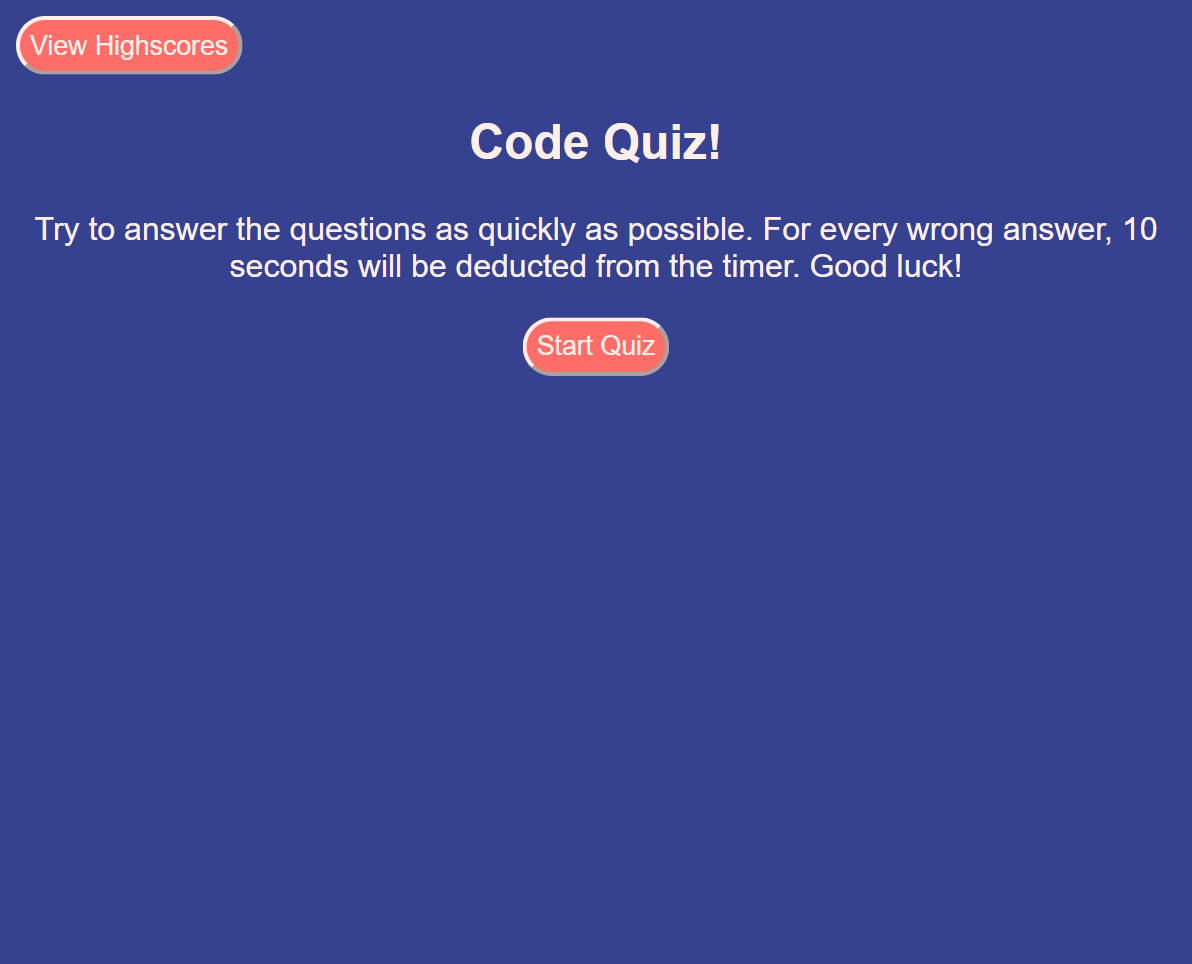 View Highscores
Code Quiz!
Try to answer the questions as quickly as possible. For every wrong answer, 10
seconds will be deducted from the timer. Good luck!
Start Quiz